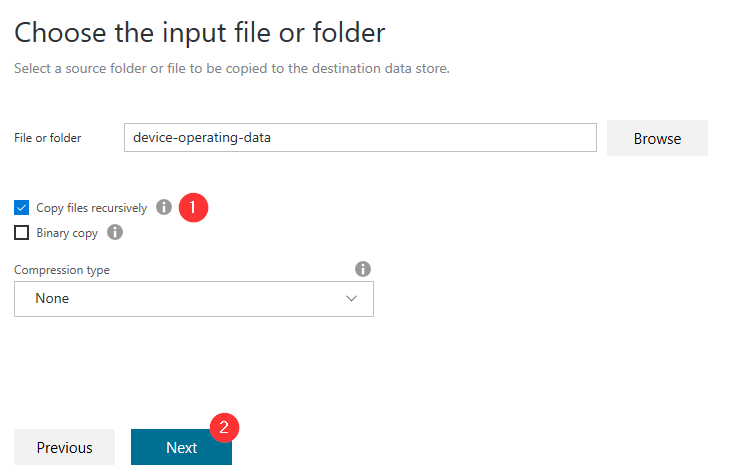 Choose the input file or folder
Select a source folder or file to be copied to the destination data store.
File or folder device-operating-data Browse
Copy files recursively i 1
Binary copy i
Compression type i
None
2
Previous Next